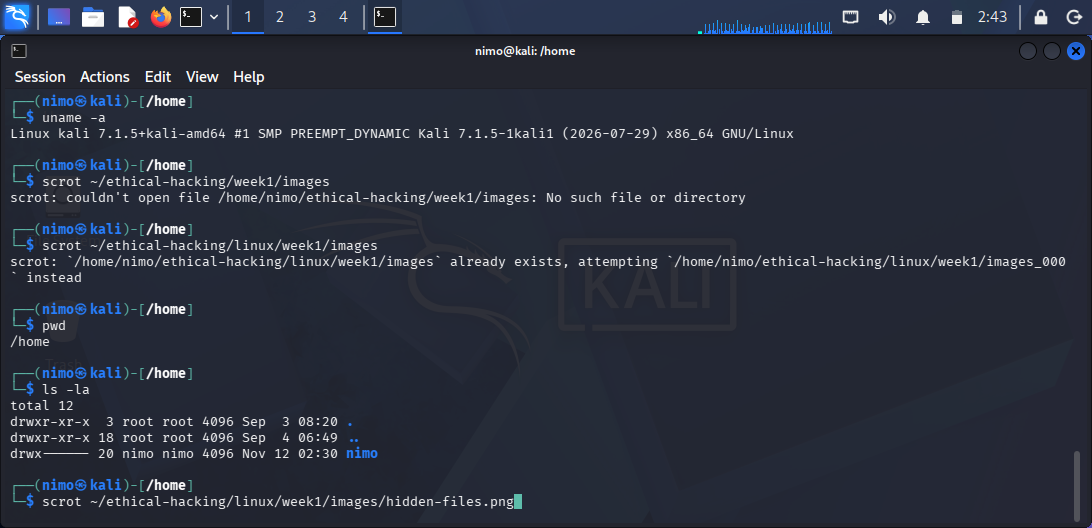 1 2 3 4 2:43
nimo@kali: /home
Session Actions Edit View Help
┌──(nimo㉿kali)-[/home]
└─$ uname -a
Linux kali 7.1.5+kali-amd64 #1 SMP PREEMPT_DYNAMIC Kali 7.1.5-1kali1 (2026-07-29) x86_64 GNU/Linux
┌──(nimo㉿kali)-[/home]
└─$ scrot ~/ethical-hacking/week1/images
scrot: couldn't open file /home/nimo/ethical-hacking/week1/images: No such file or directory
┌──(nimo㉿kali)-[/home]
└─$ scrot ~/ethical-hacking/linux/week1/images
scrot: `/home/nimo/ethical-hacking/linux/week1/images` already exists, attempting `/home/nimo/ethical-hacking/linux/week1/images_000
` instead
┌──(nimo㉿kali)-[/home]
└─$ pwd
/home
┌──(nimo㉿kali)-[/home]
└─$ ls -la
total 12
drwxr-xr-x  3 root root 4096 Sep  3 08:20 .
drwxr-xr-x 18 root root 4096 Sep  4 06:49 ..
drwx------ 20 nimo nimo 4096 Nov 12 02:30 nimo
┌──(nimo㉿kali)-[/home]
└─$ scrot ~/ethical-hacking/linux/week1/images/hidden-files.png
KALI
Trash